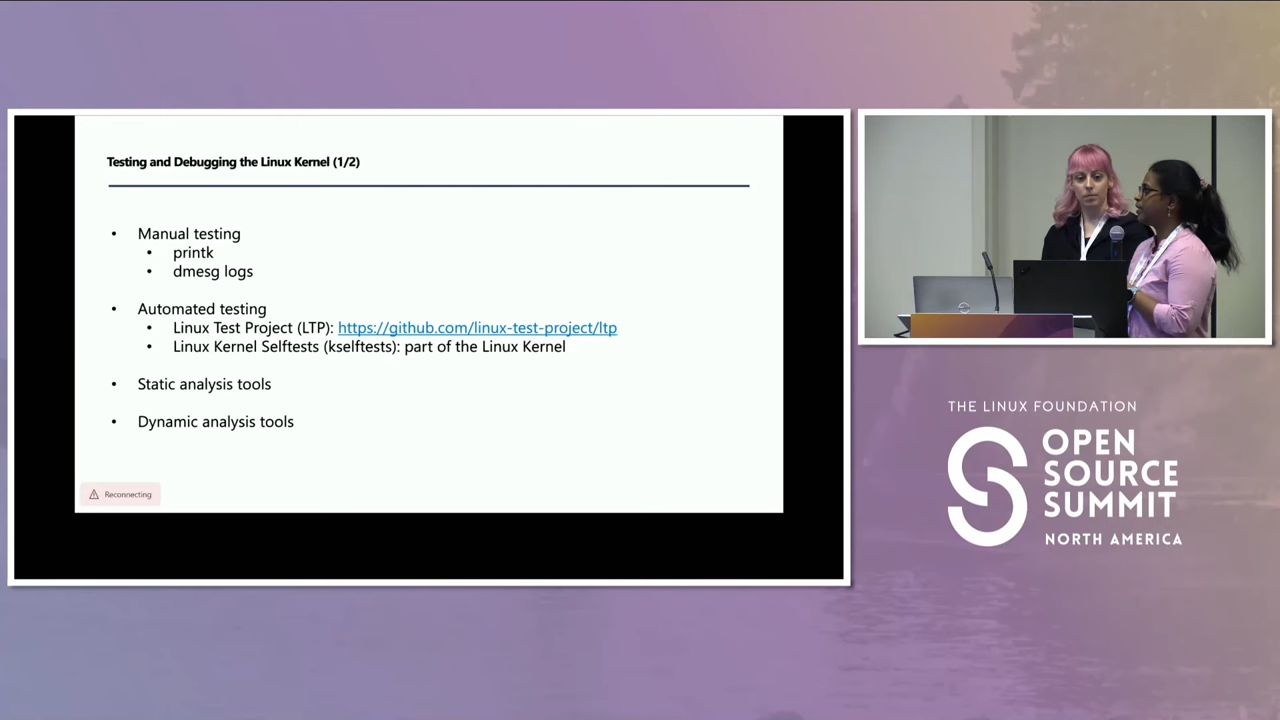 Testing and Debugging the Linux Kernel (1/2)
• Manual testing
• printk
• dmesg logs
• Automated testing
• Linux Test Project (LTP): https://github.com/linux-test-project/ltp
• Linux Kernel Selftests (kselftests): part of the Linux Kernel
• Static analysis tools
• Dynamic analysis tools
Reconnecting
THE LINUX FOUNDATION
OPEN
SOURCE
SUMMIT
NORTH AMERICA